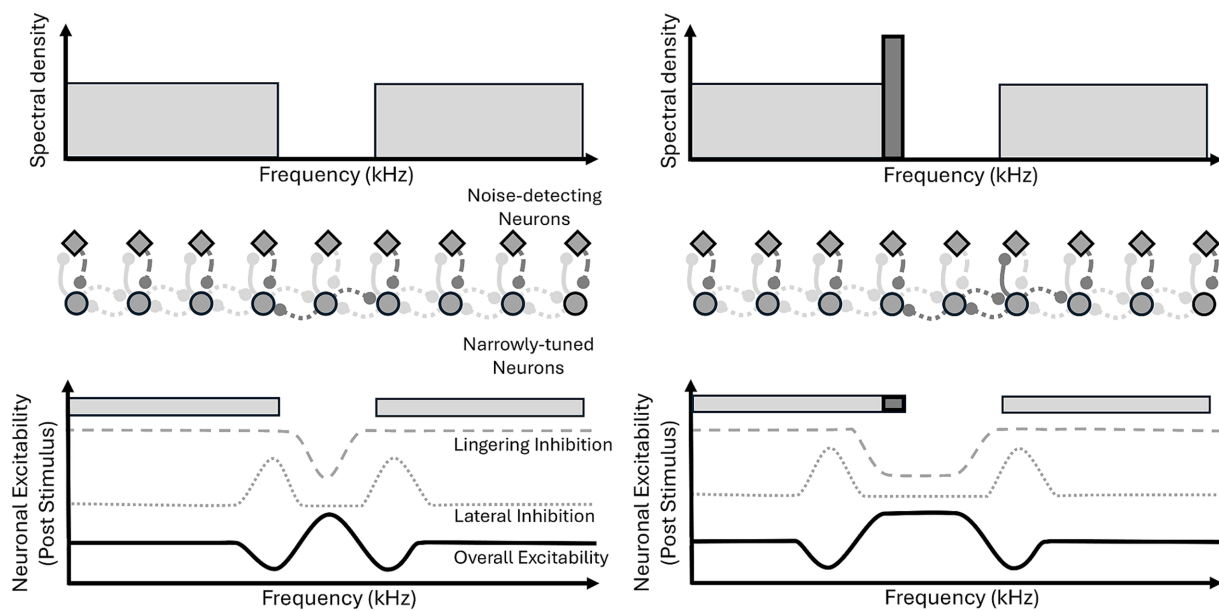 Spectral density
Frequency (kHz)
Spectral density
Frequency (kHz)
Noise-detecting
Neurons
Narrowly-tuned
Neurons
Neuronal Excitability
(Post Stimulus)
Lingering Inhibition
Lateral Inhibition
Overall Excitability
Frequency (kHz)
Neuronal Excitability
(Post Stimulus)
Frequency (kHz)